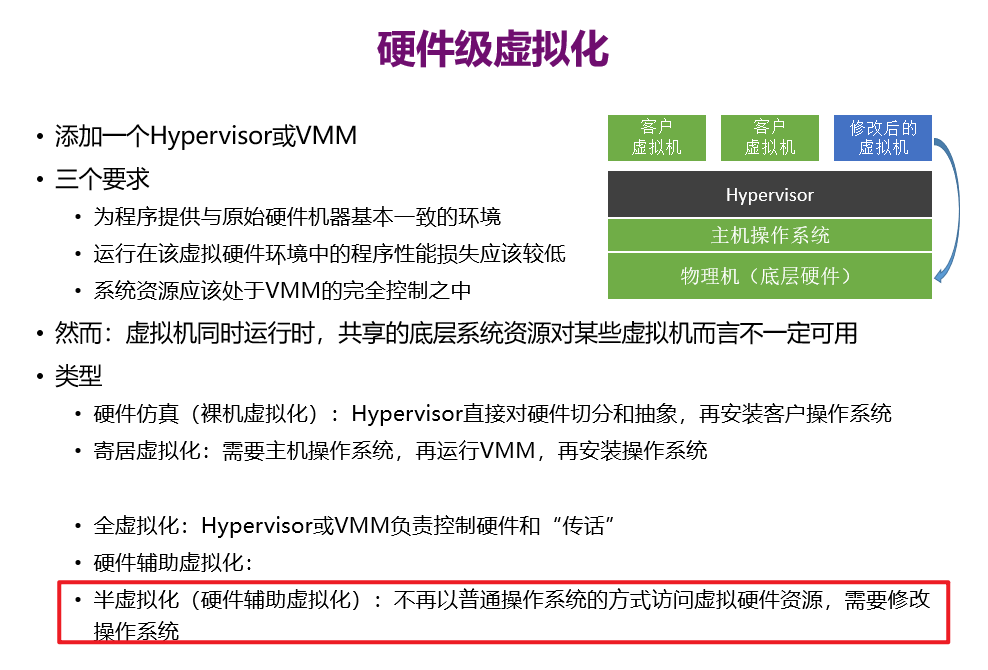 硬件级虚拟化
• 添加一个Hypervisor或VMM
• 三个要求
• 为程序提供与原始硬件机器基本一致的环境
• 运行在该虚拟硬件环境中的程序性能损失应该较低
• 系统资源应该处于VMM的完全控制之中
客户
虚拟机
客户
虚拟机
修改后的
虚拟机
Hypervisor
主机操作系统
物理机（底层硬件）
• 然而：虚拟机同时运行时，共享的底层系统资源对某些虚拟机而言不一定可用
• 类型
• 硬件仿真（裸机虚拟化）：Hypervisor直接对硬件切分和抽象，再安装客户操作系统
• 寄居虚拟化：需要主机操作系统，再运行VMM，再安装操作系统
• 全虚拟化：Hypervisor或VMM负责控制硬件和“传话”
• 硬件辅助虚拟化：
• 半虚拟化（硬件辅助虚拟化）：不再以普通操作系统的方式访问虚拟硬件资源，需要修改
操作系统